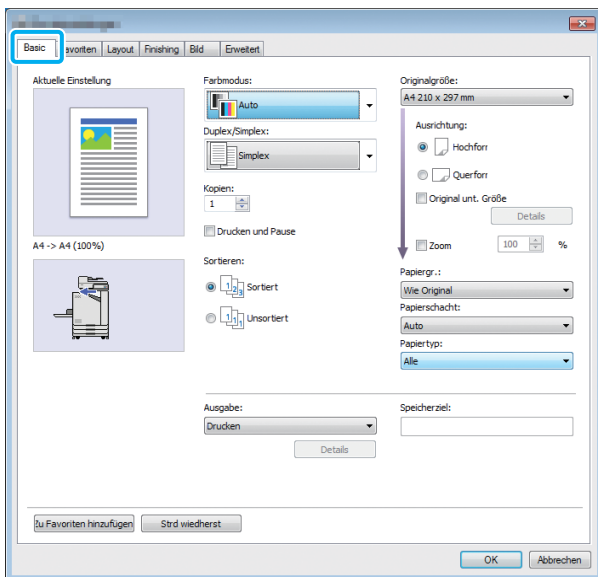 Basic Favoriten Layout Finishing Bild Erweitert
Aktuelle Einstellung
A4 -> A4 (100%)
Farbmodus:
Auto
Duplex/Simplex:
Simplex
Kopien:
1
Drucken und Pause
Sortieren:
Sortiert
Unsortiert
Originalgröße:
A4 210 x 297 mm
Ausrichtung:
Hochforr
Querforr
Original unt. Größe
Details
Zoom 100 %
Papiergr.:
Wie Original
Papierschacht:
Auto
Papiertyp:
Alle
Ausgabe:
Drucken
Details
Speicherziel:
Zu Favoriten hinzufügen Strd wiedherst
OK Abbrechen